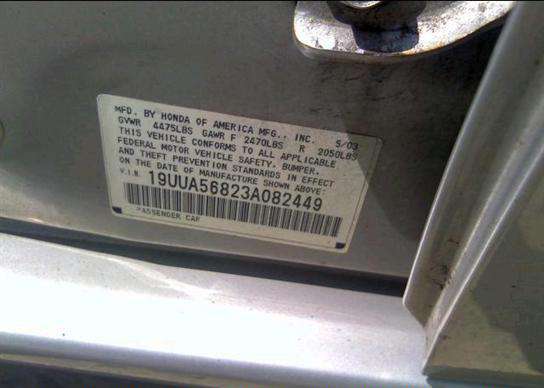 MFD. BY HONDA OF AMERICA MFG., INC. 5/03
GVWR 4475LBS GAWR F 2470LBS R 2050LBS
THIS VEHICLE CONFORMS TO ALL APPLICABLE
FEDERAL MOTOR VEHICLE SAFETY, BUMPER,
AND THEFT PREVENTION STANDARDS IN EFFECT
ON THE DATE OF MANUFACTURE SHOWN ABOVE.
V.I.N. 19UUA56823A082449
PASSENGER CAR